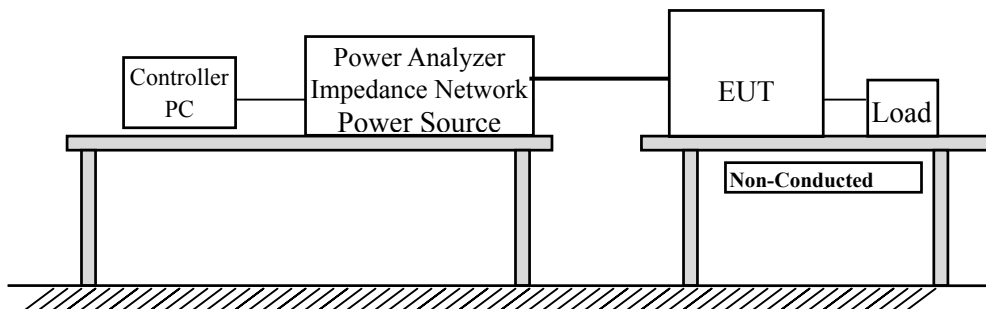 Controller
PC
Power Analyzer
Impedance Network
Power Source
EUT
Load
Non-Conducted